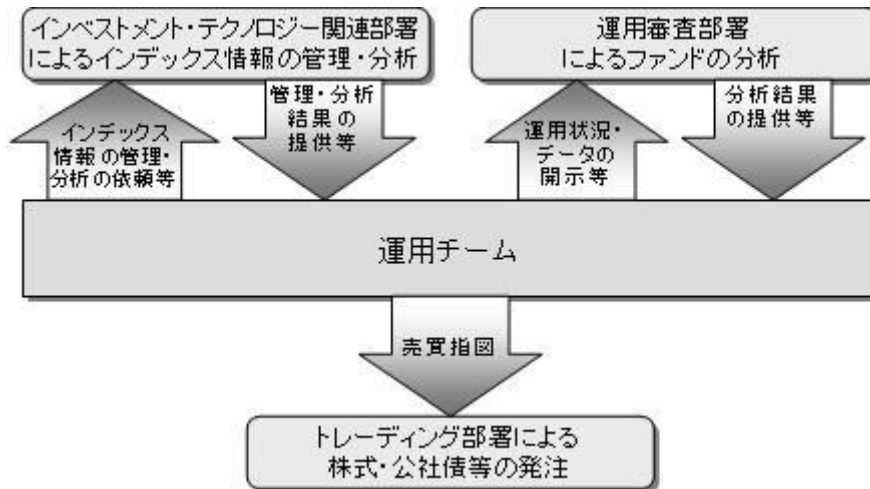 インベストメント・テクノロジー関連部署
によるインデックス情報の管理・分析
運用審査部署
によるファンドの分析
インデックス
情報の管理・
分析の依頼等
管理・分析
結果の
提供等
運用状況・
データの
開示等
分析結果
の提供等
運用チーム
売買指図
トレーディング部署による
株式・公社債等の発注